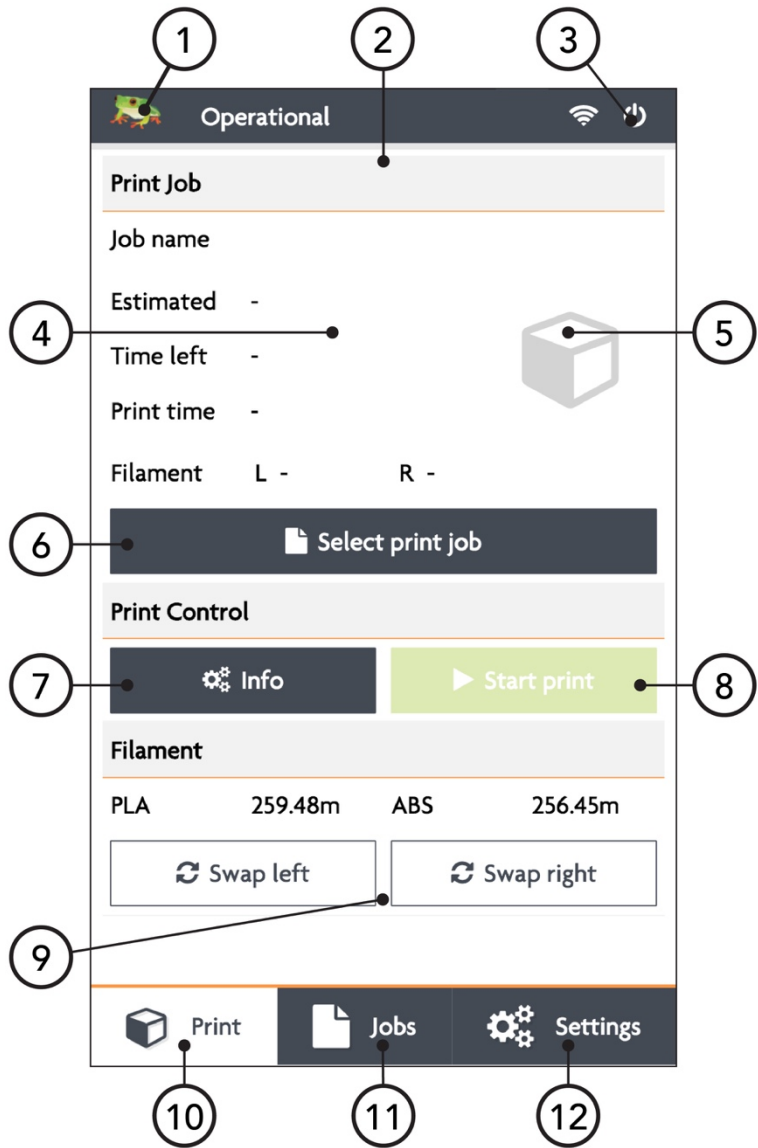 1 2 3
Operational
Print Job
Job name
Estimated -
4 5
Time left -
Print time -
Filament L - R -
6 Select print job
Print Control
7 Info Start print 8
Filament
PLA 259.48m ABS 256.45m
Swap left Swap right
9
Print Jobs Settings
10 11 12